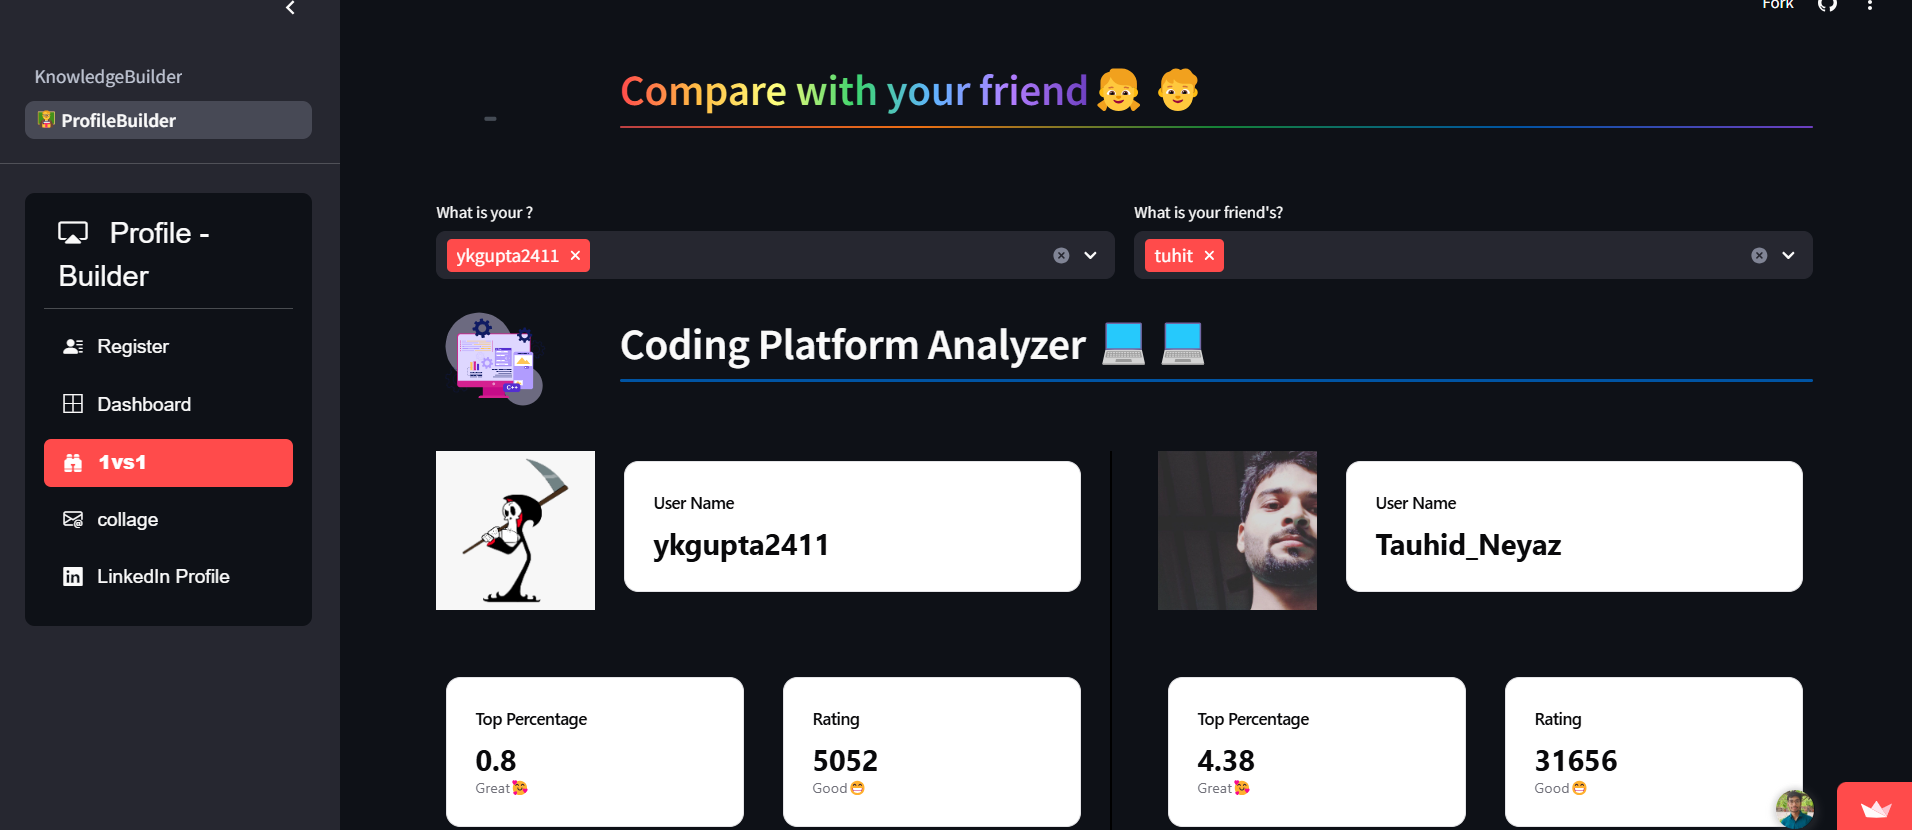 Fork
KnowledgeBuilder
ProfileBuilder
Profile -
Builder
Register
Dashboard
1vs1
collage
LinkedIn Profile
Compare with your friend
What is your ?
What is your friend's?
ykgupta2411
tuhit
Coding Platform Analyzer
C++
User Name
ykgupta2411
User Name
Tauhid_Neyaz
Top Percentage
0.8
Great
Rating
5052
Good
Top Percentage
4.38
Great
Rating
31656
Good